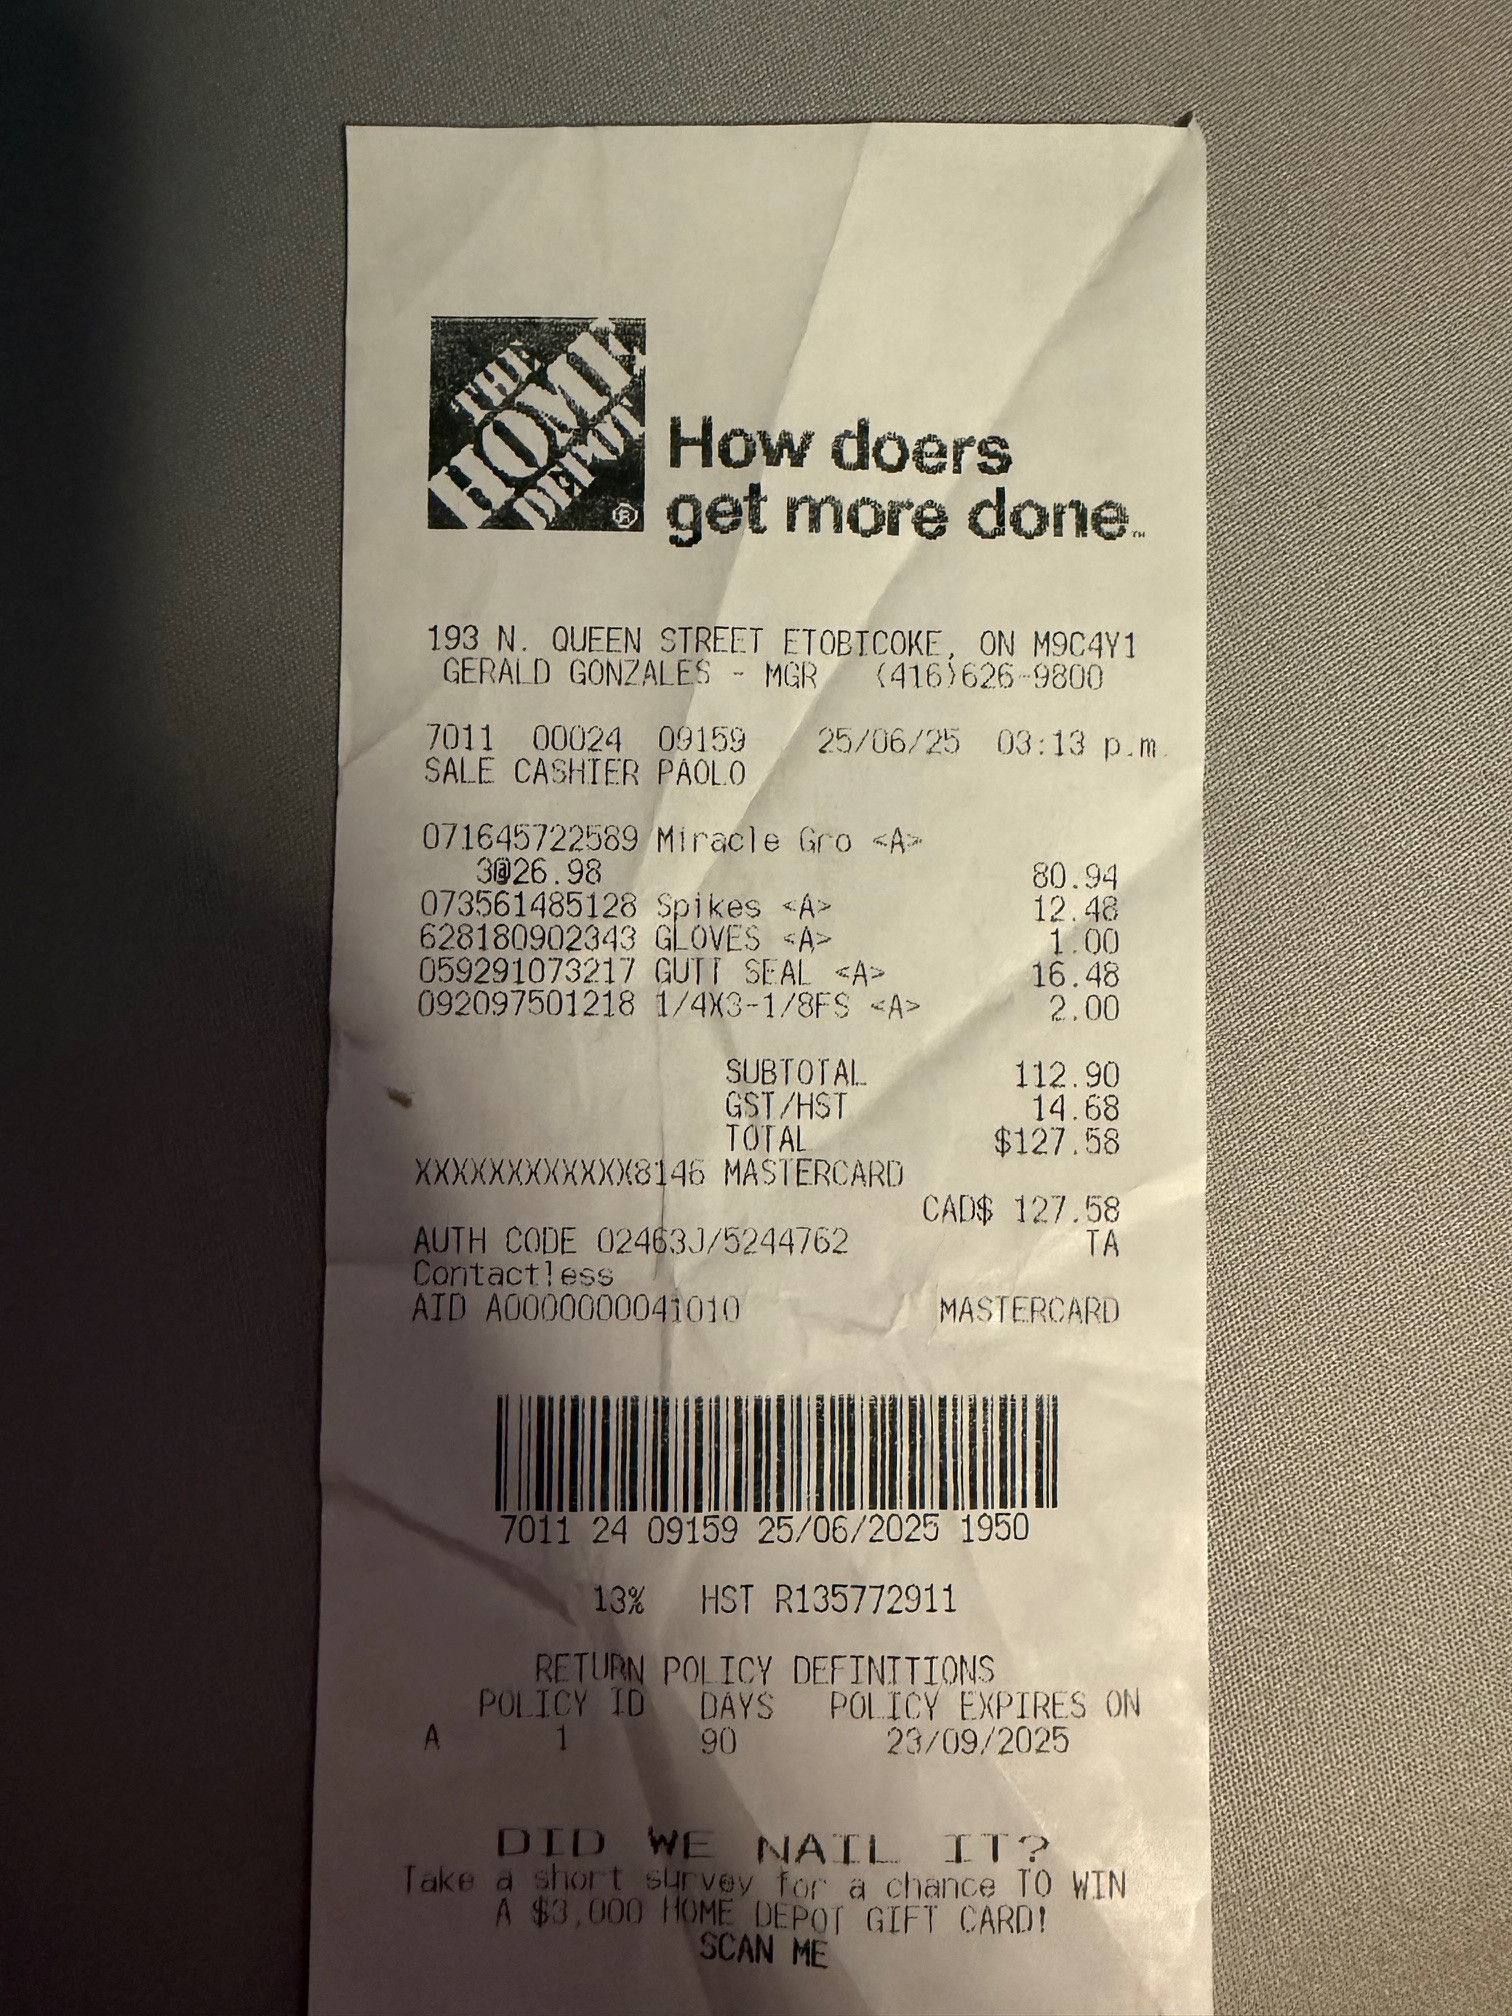 THE
HOME
DEPOT
®
How doers
get more done.™
193 N. QUEEN STREET ETOBICOKE, ON M9C4Y1
GERALD GONZALES - MGR (416)626-9800
7011 00024 09159 25/06/25 03:13 p.m.
SALE CASHIER PAOLO
071645722589 Miracle Gro <A>
3@26.98 80.94
073561485128 Spikes <A> 12.48
628180902343 GLOVES <A> 1.00
059291073217 GUTT SEAL <A> 16.48
092097501218 1/4X3-1/8FS <A> 2.00
SUBTOTAL 112.90
GST/HST 14.68
TOTAL $127.58
XXXXXXXXXXXX8146 MASTERCARD
CAD$ 127.58
AUTH CODE 02463J/5244762 TA
Contactless
AID A0000000041010 MASTERCARD
7011 24 09159 25/06/2025 1950
13% HST R135772911
RETURN POLICY DEFINITIONS
POLICY ID DAYS POLICY EXPIRES ON
A 1 90 23/09/2025
DID WE NAIL IT?
Take a short survey for a chance TO WIN
A $3,000 HOME DEPOT GIFT CARD!
SCAN ME